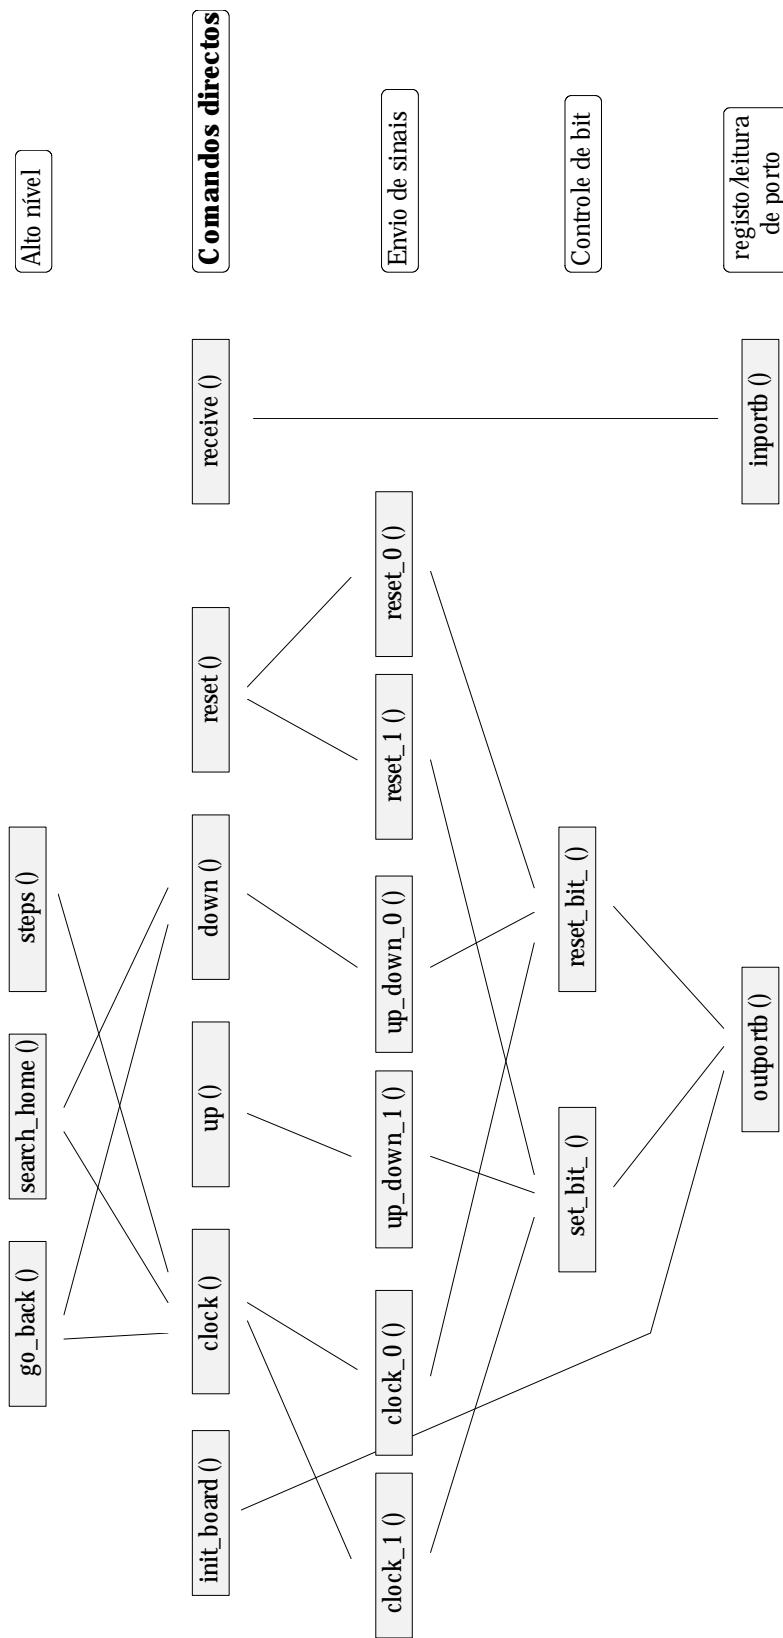 go_back ()
search_home ()
steps ()
Alto nível
init_board ()
clock ()
up ()
down ()
reset ()
receive ()
Comandos directos
clock_1 ()
clock_0 ()
up_down_1 ()
up_down_0 ()
reset_1 ()
reset_0 ()
Envio de sinais
set_bit_ ()
reset_bit_ ()
Controle de bit
outportb ()
inportb ()
registo/leitura
de porto